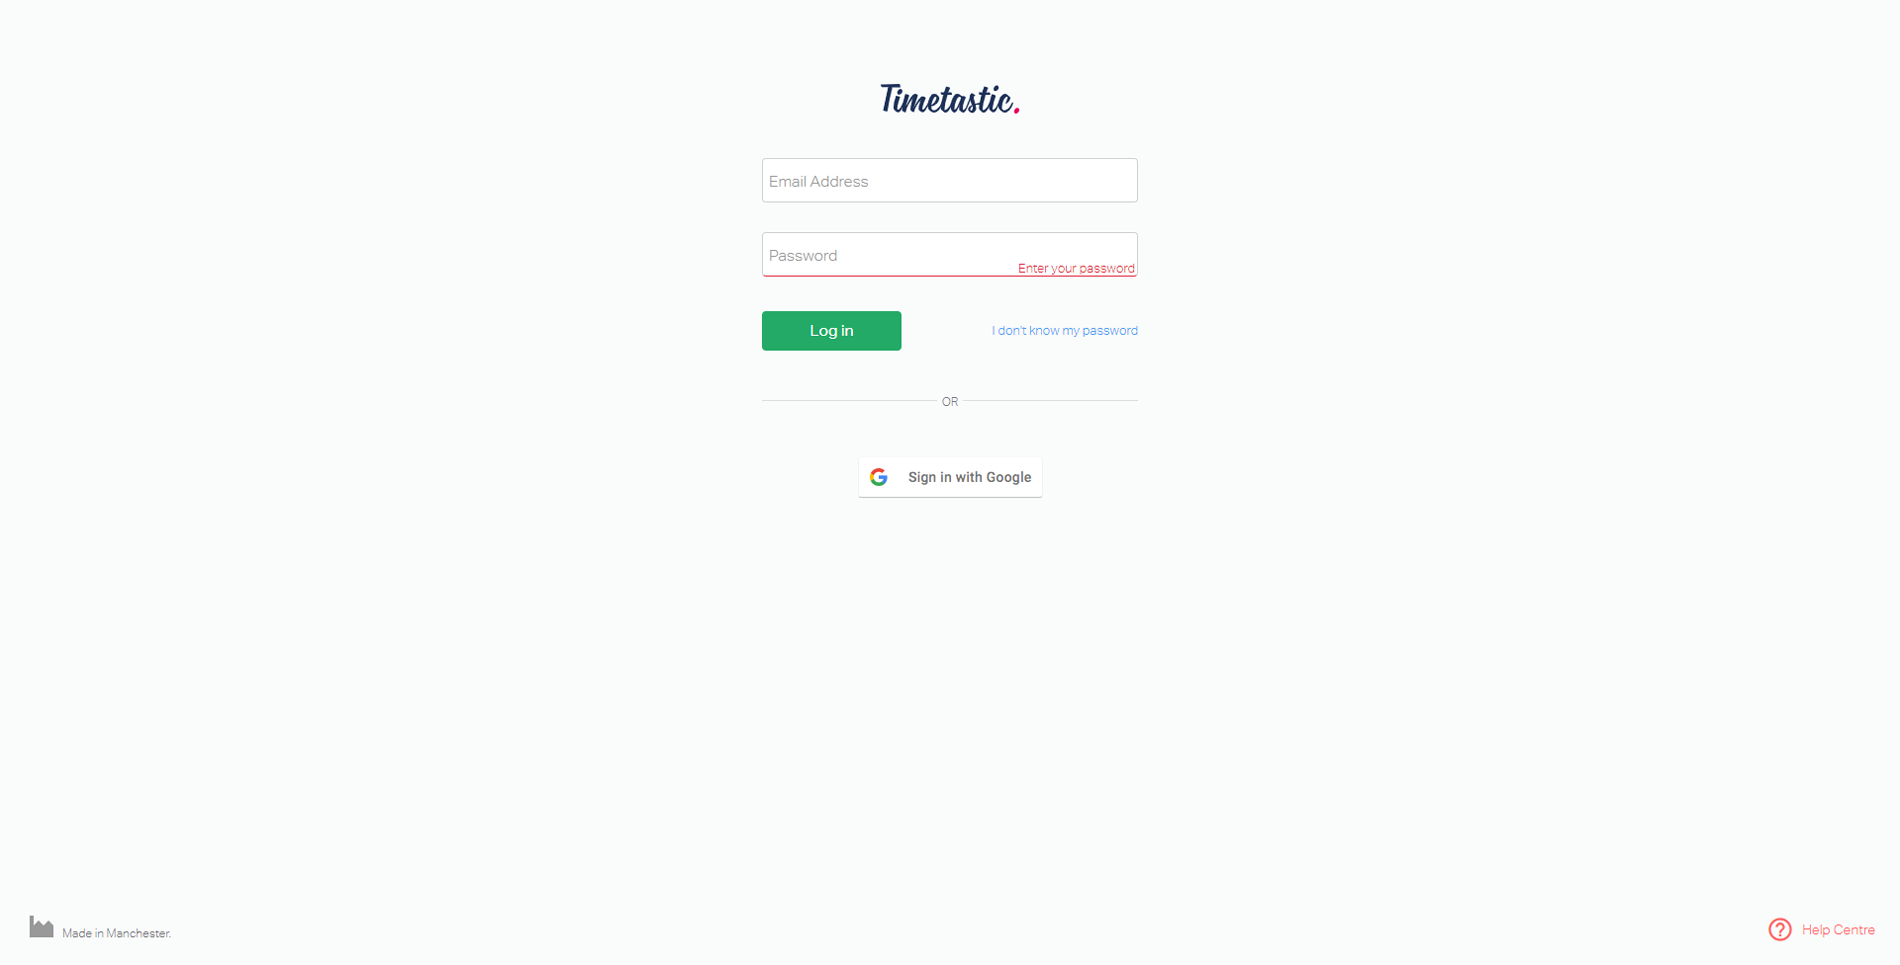 Timetastic.
Email Address
Password
Enter your password
Log in
I don't know my password
OR
Sign in with Google
Made in Manchester.
Help Centre